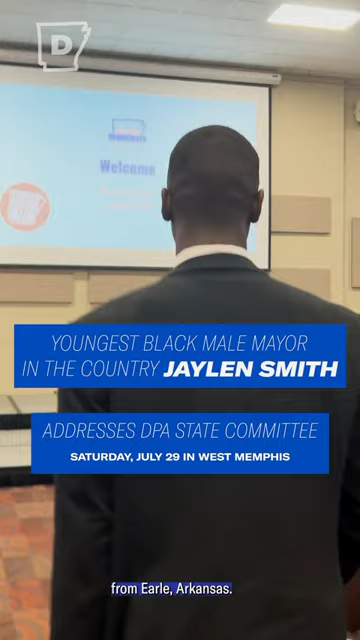 D
Welcome
YOUNGEST BLACK MALE MAYOR
IN THE COUNTRY JAYLEN SMITH
ADDRESSES DPA STATE COMMITTEE
SATURDAY, JULY 29 IN WEST MEMPHIS
from Earle, Arkansas.